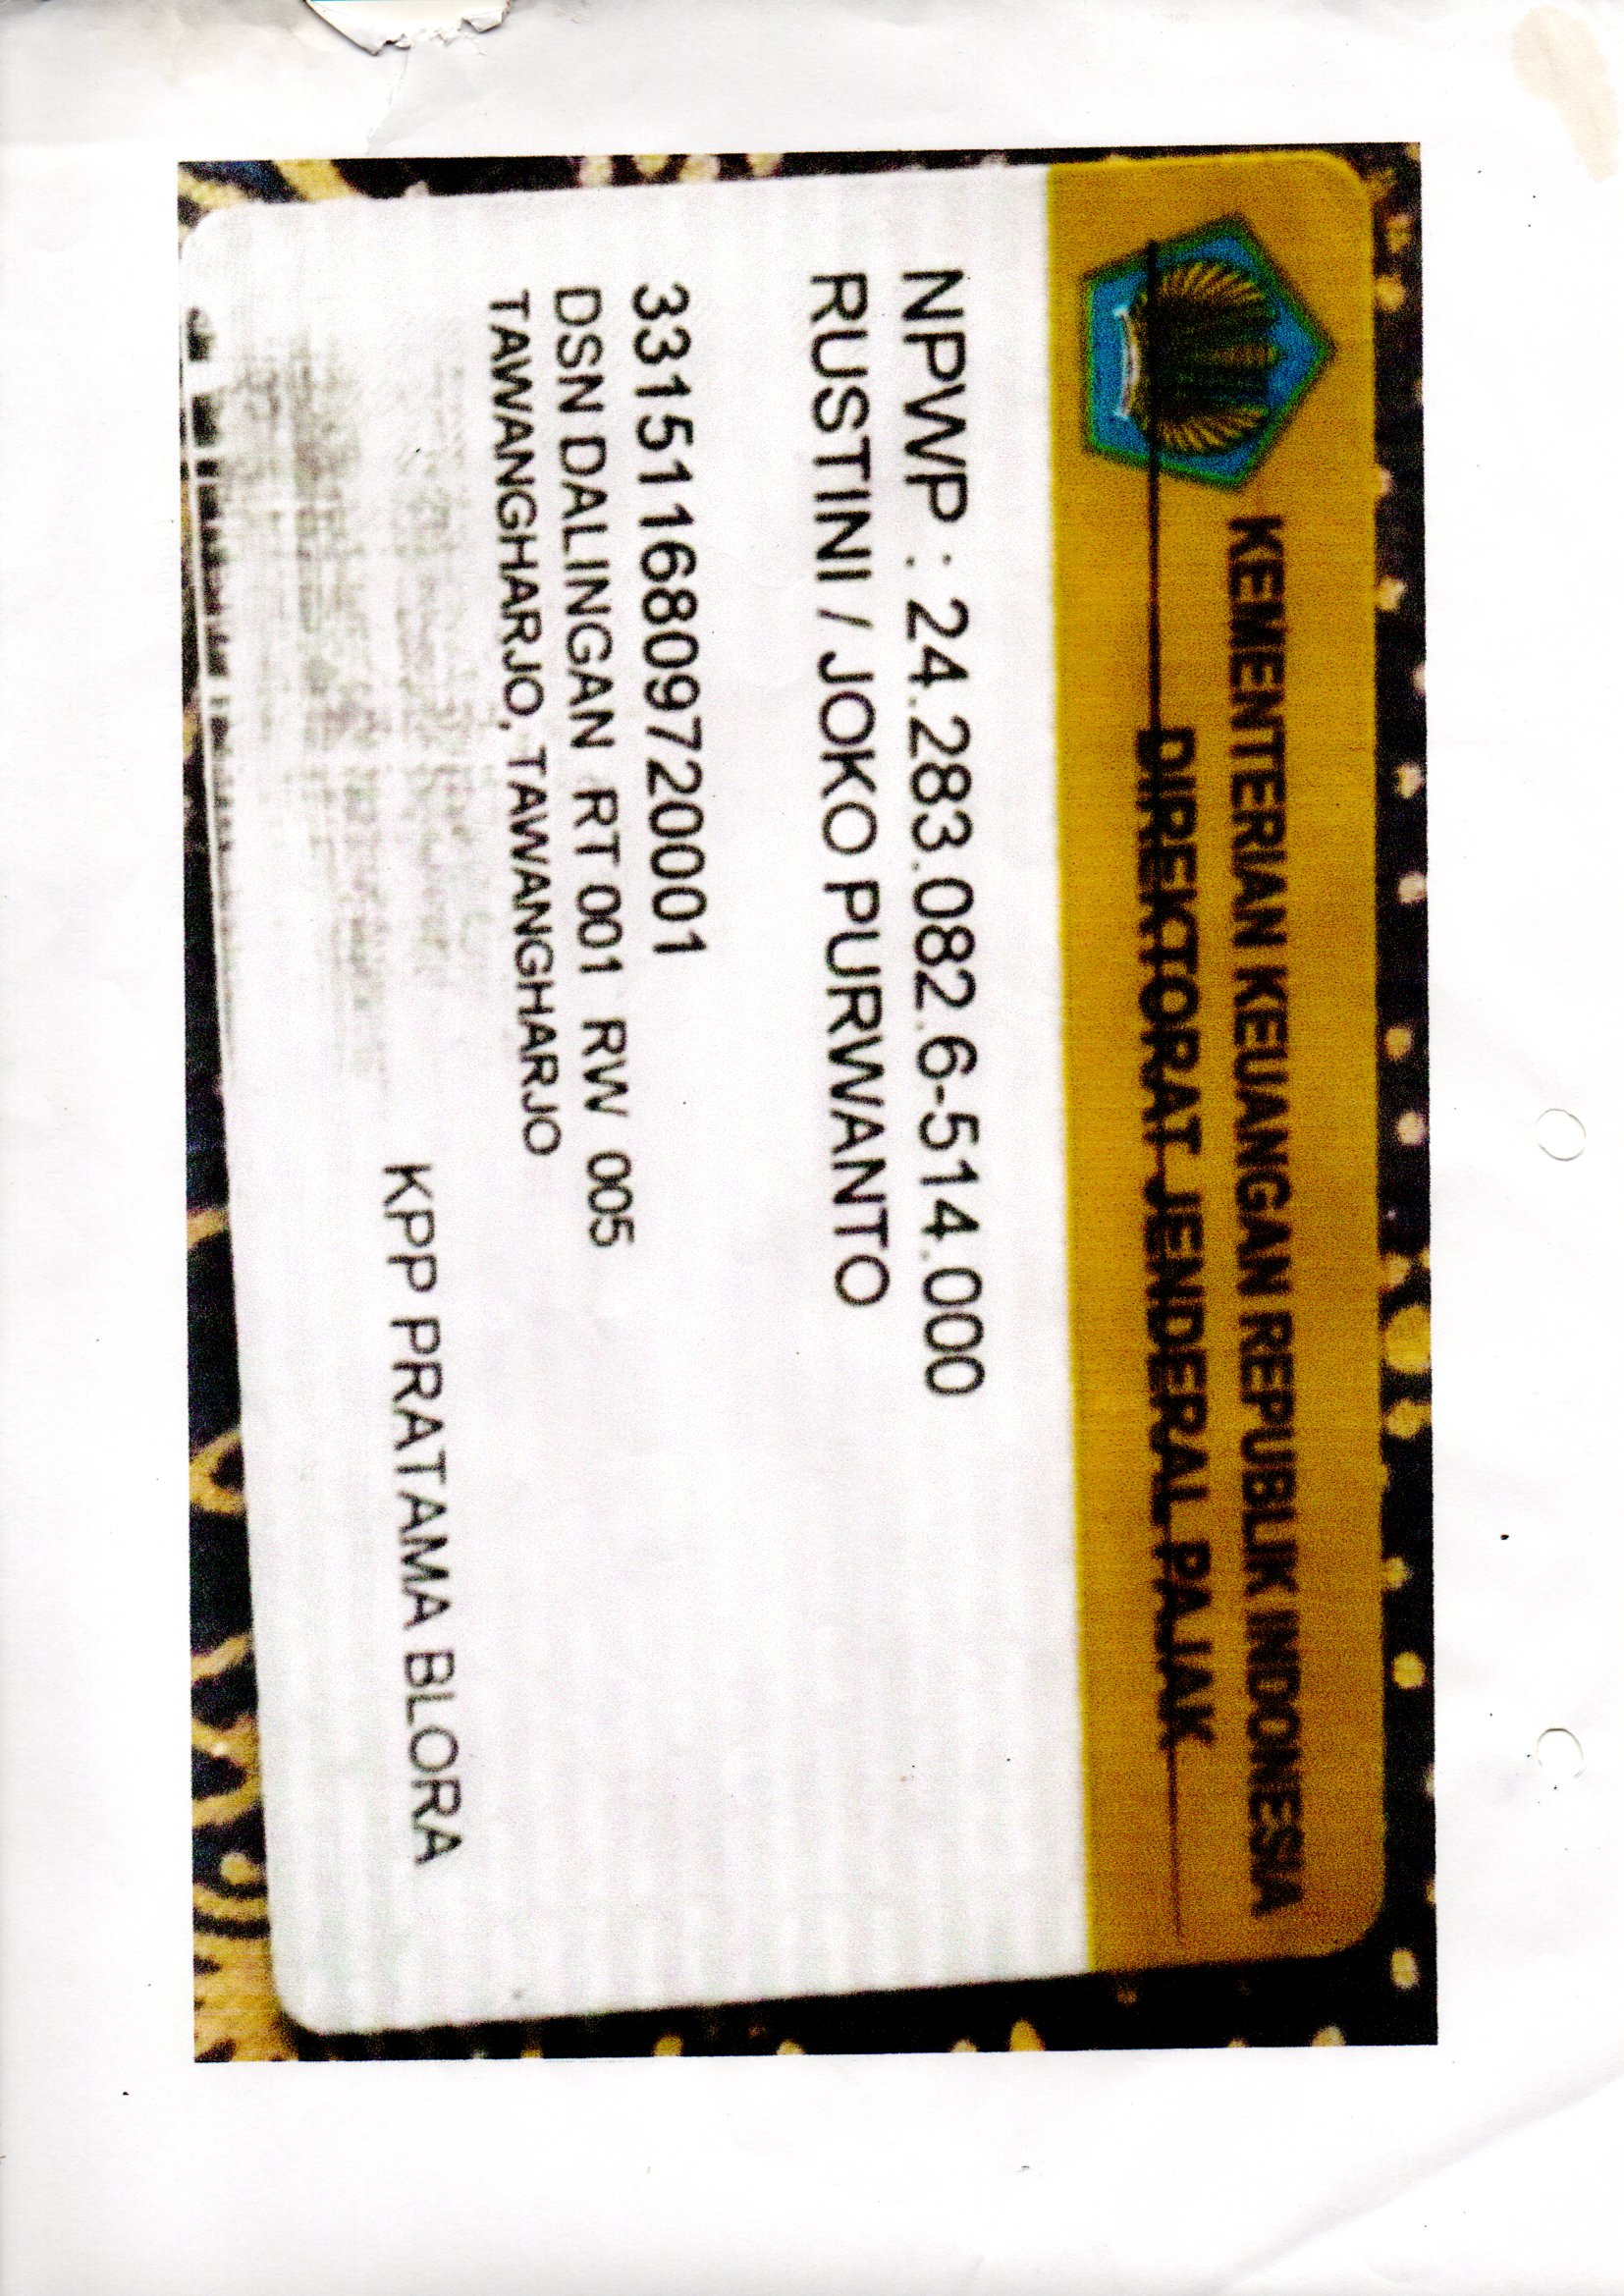 KEMENTERIAN KEUANGAN REPUBLIK INDONESIA
DIREKTORAT JENDERAL PAJAK
NPWP : 24.283.082.6-514.000
RUSTINI / JOKO PURWANTO
3315116809720001
DSN DALINGAN RT 001 RW 005
TAWANGHARJO, TAWANGHARJO
KPP PRATAMA BLORA